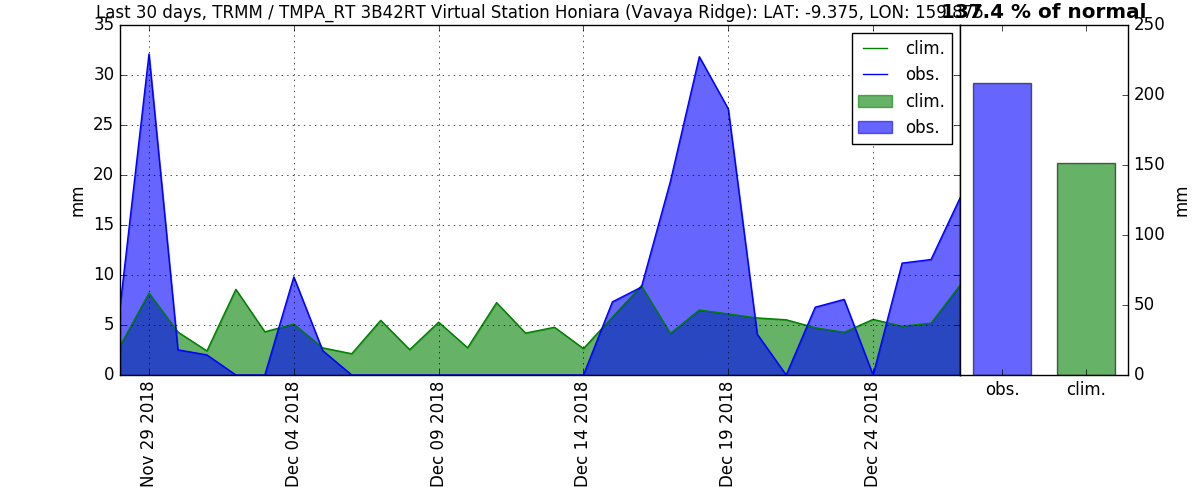 Last 30 days, TRMM / TMPA_RT 3B42RT Virtual Station Honiara (Vavaya Ridge): LAT: -9.375, LON:
137.4 % of normal
35
30
25
20
15
10
5
0
mm
clim.
obs.
clim.
obs.
Nov 29 2018
Dec 04 2018
Dec 09 2018
Dec 14 2018
Dec 19 2018
Dec 24 2018
250
200
150
100
50
0
mm
obs.
clim.